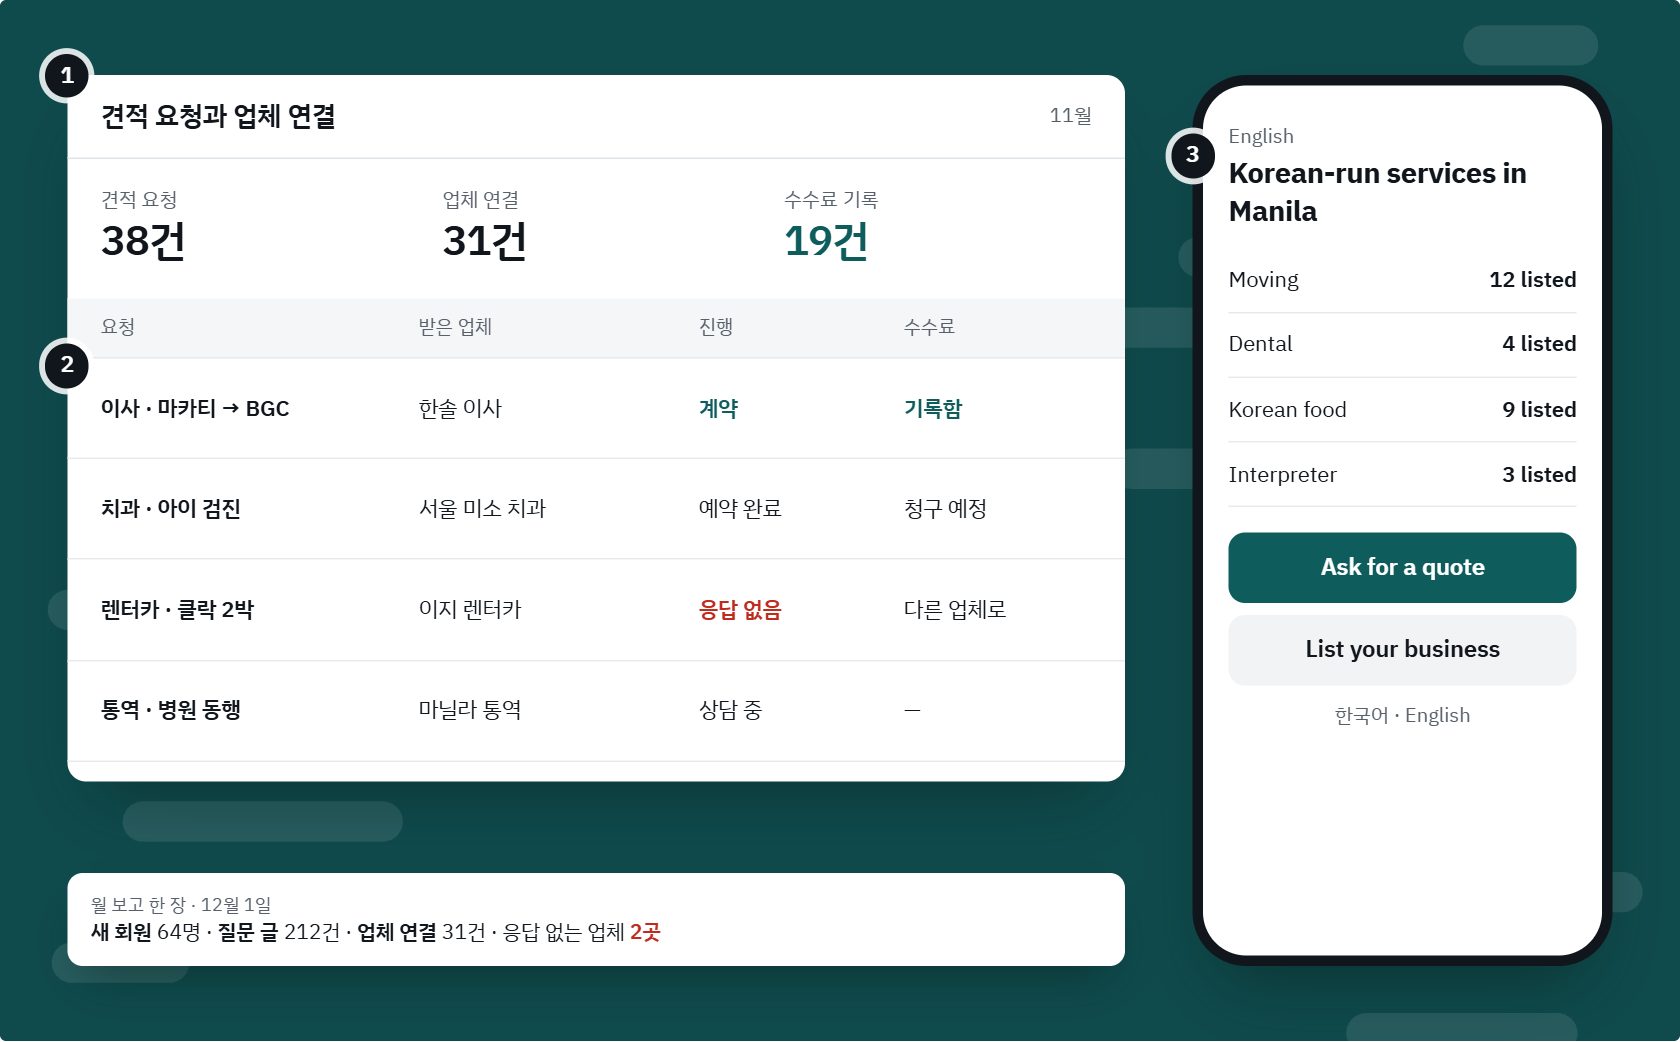 1
견적 요청과 업체 연결
11월
견적 요청
업체 연결
수수료 기록
38건
31건
19건
요청
받은 업체
진행
수수료
2
이사 · 마카티 → BGC
한솔 이사
계약
기록함
치과 · 아이 검진
서울 미소 치과
예약 완료
청구 예정
렌터카 · 클락 2박
이지 렌터카
응답 없음
다른 업체로
통역 · 병원 동행
마닐라 통역
상담 중
—
월 보고 한 장 · 12월 1일
새 회원 64명 · 질문 글 212건 · 업체 연결 31건 · 응답 없는 업체 2곳
3
English
Korean-run services in
Manila
Moving
12 listed
Dental
4 listed
Korean food
9 listed
Interpreter
3 listed
Ask for a quote
List your business
한국어 · English